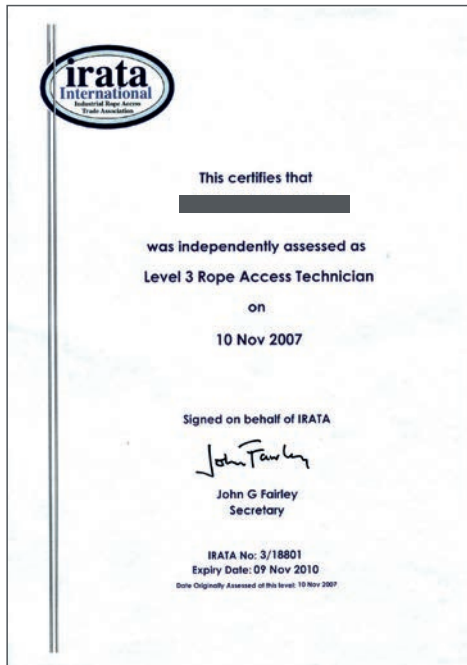 irata
International
Industrial Rope Access
Trade Association
This certifies that
was independently assessed as
Level 3 Rope Access Technician
on
10 Nov 2007
Signed on behalf of IRATA
John Fairley
John G Fairley
Secretary
IRATA No: 3/18801
Expiry Date: 09 Nov 2010
Date Originally Assessed at this level: 10 Nov 2007